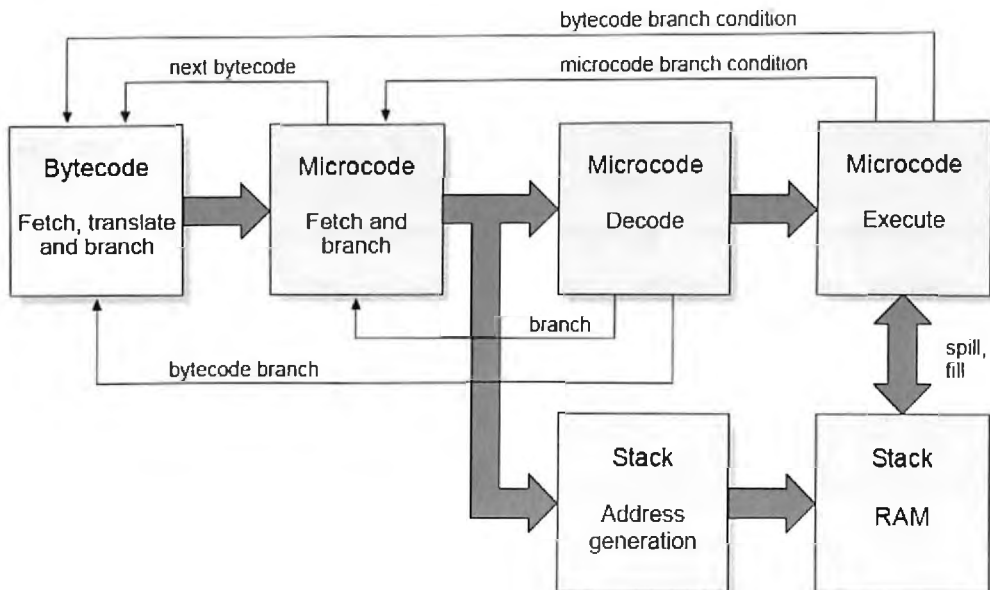 bytecode branch condition
next bytecode
microcode branch condition
Bytecode
Fetch, translate
and branch
Microcode
Fetch and
branch
Microcode
Decode
Microcode
Execute
branch
bytecode branch
spill,
fill
Stack
Address
generation
Stack
RAM